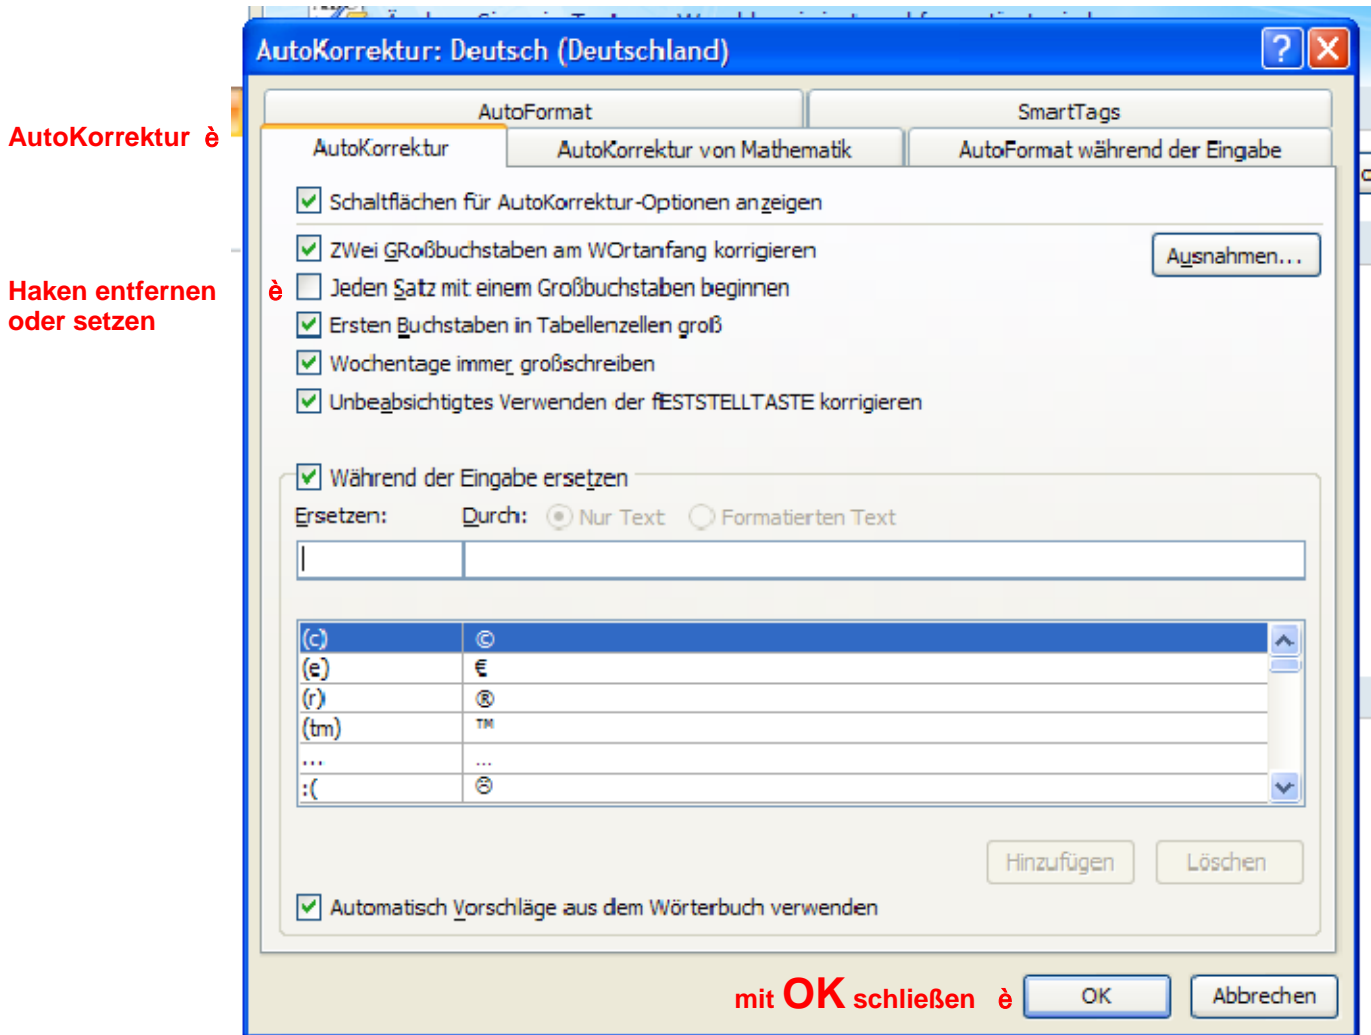 AutoKorrektur: Deutsch (Deutschland)
AutoFormat
SmartTags
AutoKorrektur è
AutoKorrektur
AutoKorrektur von Mathematik
AutoFormat während der Eingabe
Schaltflächen für AutoKorrektur-Optionen anzeigen
ZWei GRoßbuchstaben am WOrtanfang korrigieren
Ausnahmen...
Haken entfernen
oder setzen
è
Jeden Satz mit einem Großbuchstaben beginnen
Ersten Buchstaben in Tabellenzellen groß
Wochentage immer großschreiben
Unbeabsichtigtes Verwenden der fESTSTELLTASTE korrigieren
Während der Eingabe ersetzen
Ersetzen:
Durch:
Nur Text
Formatierten Text
(c) ©
(e) €
(r) ®
(tm) ™
... ...
:( ☹
Hinzufügen
Löschen
Automatisch Vorschläge aus dem Wörterbuch verwenden
mit OK schließen è
OK
Abbrechen